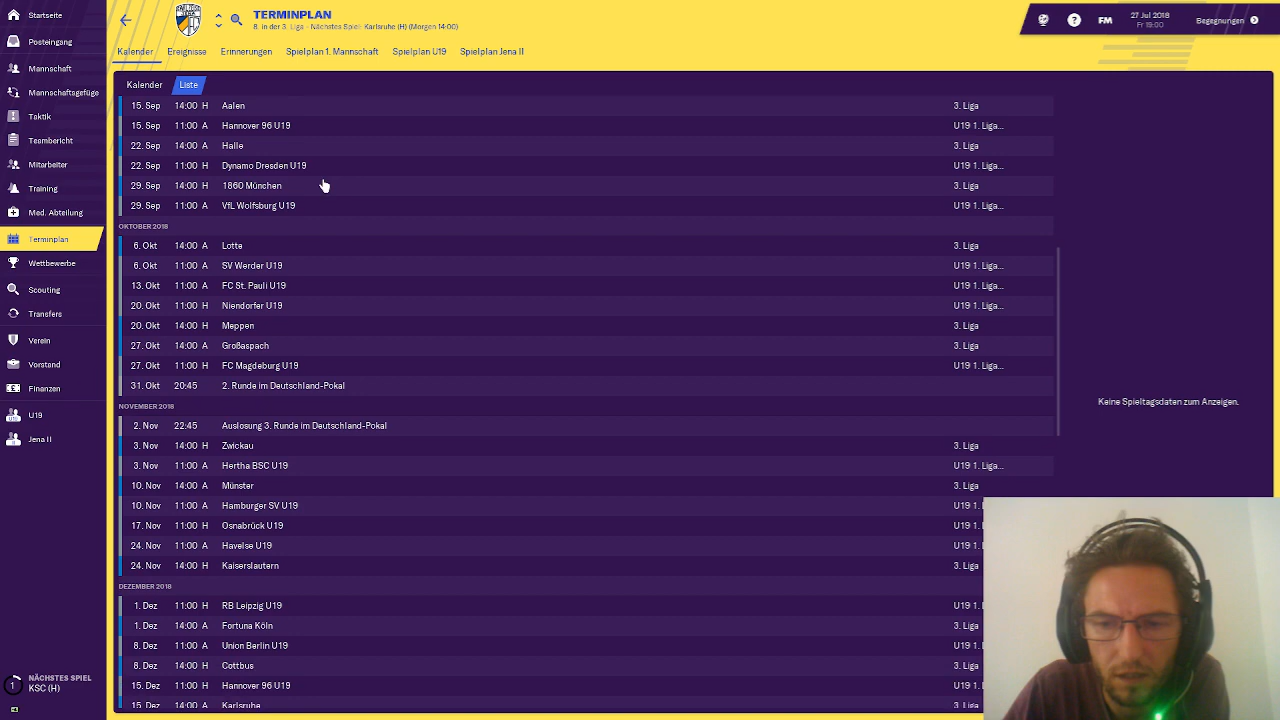 Startseite
Posteingang
Mannschaft
Mannschaftsgefüge
Taktik
Teambericht
Mitarbeiter
Training
Med. Abteilung
Terminplan
Wettbewerbe
Scouting
Transfers
Verein
Vorstand
Finanzen
U19
Jena II
NÄCHSTES SPIEL
1 KSC (H)
TERMINPLAN
8. in der 3. Liga - Nächstes Spiel: Karlsruhe (H) (Morgen 14:00)
? FM 27 Jul 2018 Begegnungen
Fr 19:00
Kalender Ereignisse Erinnerungen Spielplan 1. Mannschaft Spielplan U19 Spielplan Jena II
Kalender Liste
15. Sep 14:00 H Aalen 3. Liga
15. Sep 11:00 A Hannover 96 U19 U19 1. Liga...
22. Sep 14:00 A Halle 3. Liga
22. Sep 11:00 H Dynamo Dresden U19 U19 1. Liga...
29. Sep 14:00 H 1860 München 3. Liga
29. Sep 11:00 A VfL Wolfsburg U19 U19 1. Liga...
OKTOBER 2018
6. Okt 14:00 A Lotte 3. Liga
6. Okt 11:00 A SV Werder U19 U19 1. Liga...
13. Okt 11:00 A FC St. Pauli U19 U19 1. Liga...
20. Okt 11:00 H Niendorfer U19 U19 1. Liga...
20. Okt 14:00 H Meppen 3. Liga
27. Okt 14:00 A Großaspach 3. Liga
27. Okt 11:00 H FC Magdeburg U19 U19 1. Liga...
31. Okt 20:45 2. Runde im Deutschland-Pokal
Keine Spieltagsdaten zum Anzeigen.
NOVEMBER 2018
2. Nov 22:45 Auslosung 3. Runde im Deutschland-Pokal
3. Nov 14:00 H Zwickau 3. Liga
3. Nov 11:00 A Hertha BSC U19 U19 1. Liga...
10. Nov 14:00 A Münster 3. Liga
10. Nov 11:00 A Hamburger SV U19 U19 1. L
17. Nov 11:00 H Osnabrück U19 U19 1. L
24. Nov 11:00 A Havelse U19 U19 1. L
24. Nov 14:00 H Kaiserslautern 3. Liga
DEZEMBER 2018
1. Dez 11:00 H RB Leipzig U19 U19 1. L
1. Dez 14:00 A Fortuna Köln 3. Liga
8. Dez 11:00 A Union Berlin U19 U19 1. L
8. Dez 14:00 H Cottbus 3. Liga
15. Dez 11:00 H Hannover 96 U19 U19 1. L
15. Dez 14:00 A Karlsruhe 3. Liga